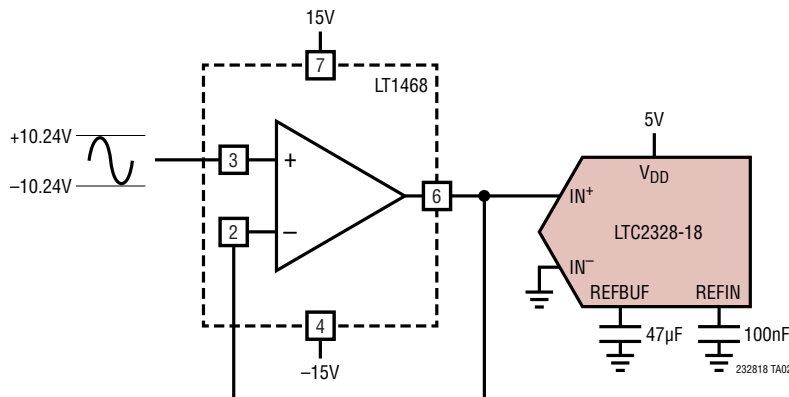 15V
7
LT1468
+10.24V
–10.24V
3
+
2
–
6
4
–15V
5V
VDD
IN+
LTC2328-18
IN–
REFBUF
REFIN
47µF
100nF
232818 TA02